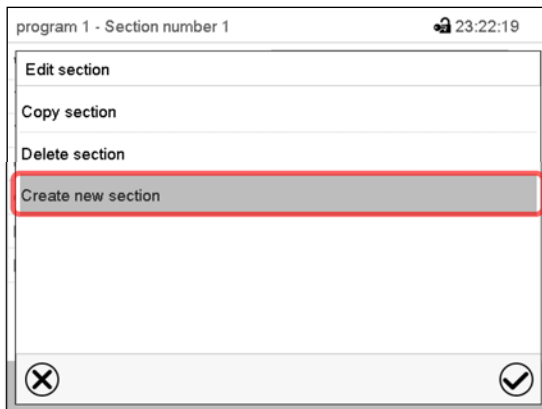 program 1 - Section number 1 23:22:19
Edit section
Copy section
Delete section
Create new section